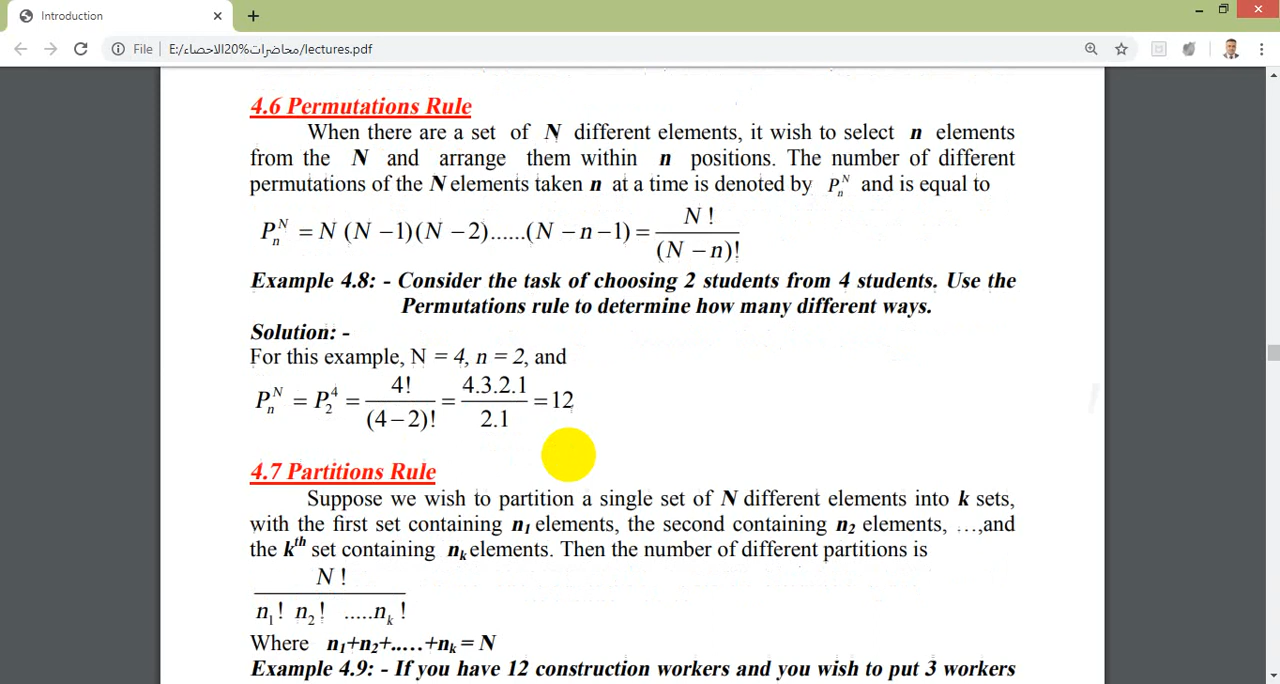 Introduction
File
E:/محاضرات%20الاحصاء/lectures.pdf
4.6 Permutations Rule
When there are a set of N different elements, it wish to select n elements
from the N and arrange them within n positions. The number of different
permutations of the N elements taken n at a time is denoted by P_n^N and is equal to
P_n^N = N (N −1)(N −2)......(N −n −1) = N ! / (N −n)!
Example 4.8: - Consider the task of choosing 2 students from 4 students. Use the
Permutations rule to determine how many different ways.
Solution: -
For this example, N = 4, n = 2, and
P_n^N = P_2^4 = 4! / (4−2)! = 4.3.2.1 / 2.1 = 12
4.7 Partitions Rule
Suppose we wish to partition a single set of N different elements into k sets,
with the first set containing n1 elements, the second containing n2 elements, …,and
the kth set containing nk elements. Then the number of different partitions is
N ! / n1! n2! .....nk !
Where n1+n2+…..+nk = N
Example 4.9: - If you have 12 construction workers and you wish to put 3 workers